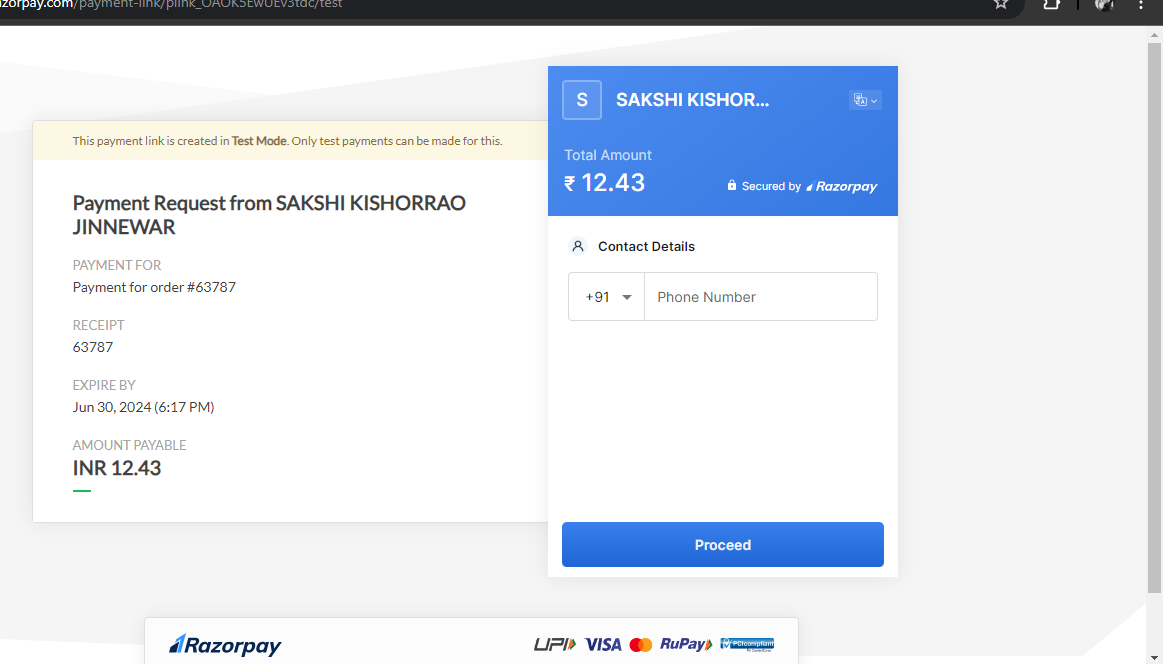 azorpay.com/payment-link/plink_OAOK5EwUEv3tdc/test
This payment link is created in Test Mode. Only test payments can be made for this.
Payment Request from SAKSHI KISHORRAO
JINNEWAR
PAYMENT FOR
Payment for order #63787
RECEIPT
63787
EXPIRE BY
Jun 30, 2024 (6:17 PM)
AMOUNT PAYABLE
INR 12.43
S
SAKSHI KISHOR...
Total Amount
₹ 12.43
Secured by Razorpay
Contact Details
+91
Phone Number
Proceed
Razorpay
UPI VISA RuPay PCI compliant